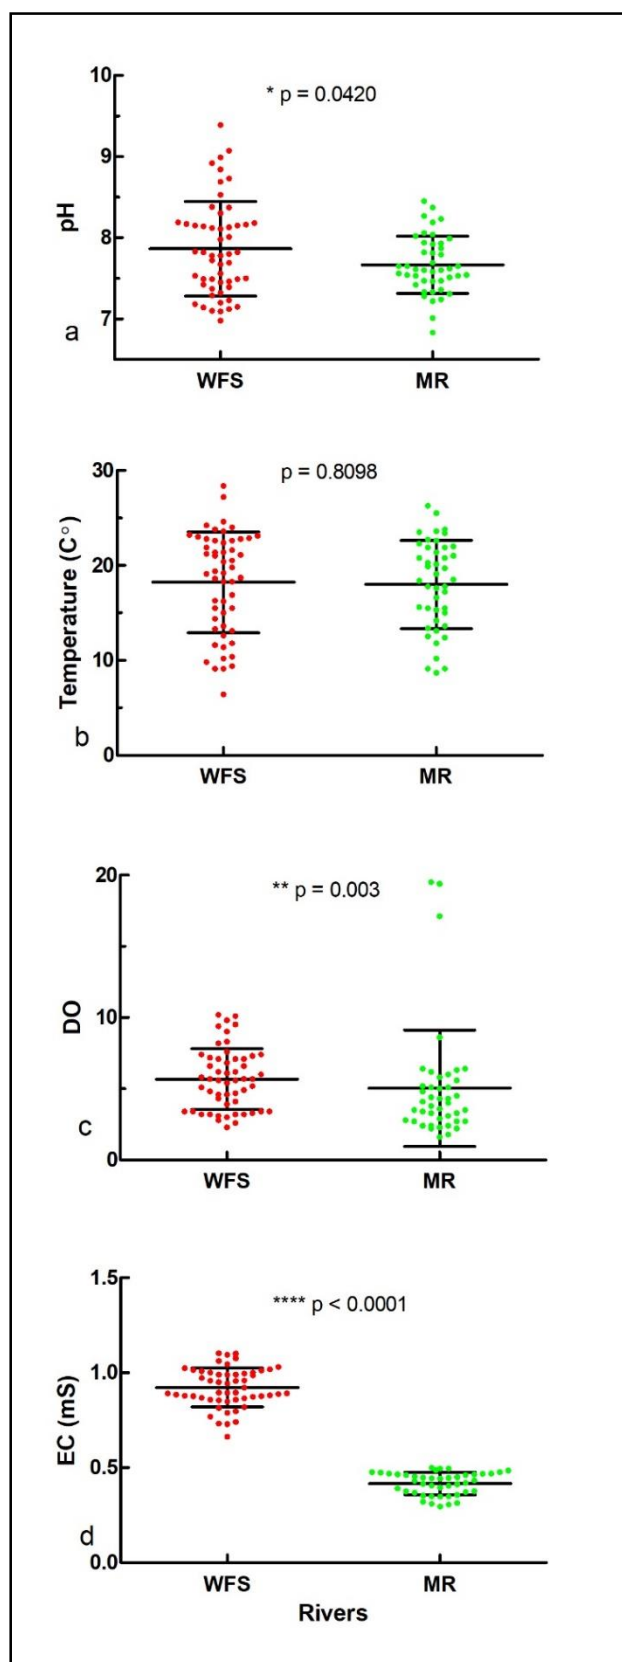 10
* p = 0.0420
9
pH
8
7
a
WFS
MR
30
p = 0.8098
Temperature (C°)
20
10
b
0
WFS
MR
20
** p = 0.003
DO
10
c
0
WFS
MR
1.5
**** p < 0.0001
1.0
EC (mS)
0.5
d
0.0
WFS
MR
Rivers